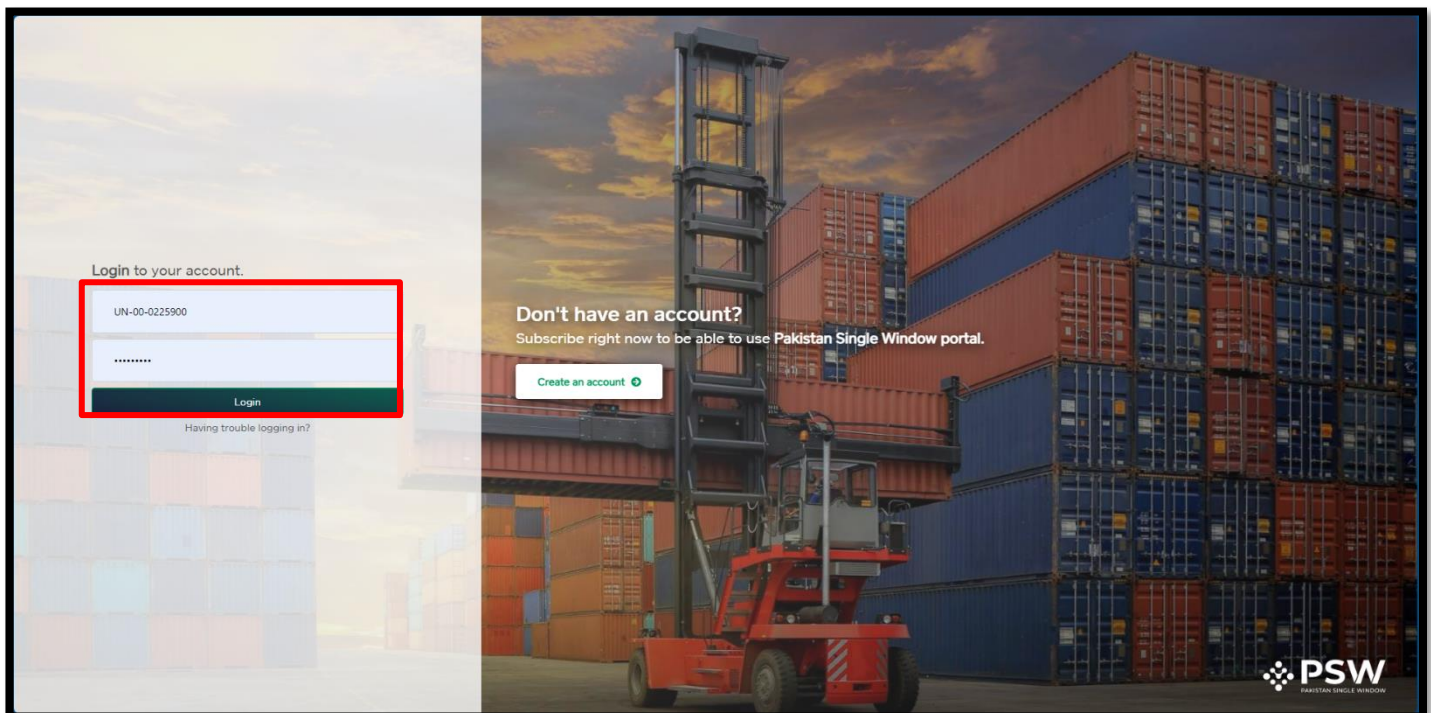 Login to your account.
UN-00-0225900
•••••••••
Login
Having trouble logging in?
Don't have an account?
Subscribe right now to be able to use Pakistan Single Window portal.
Create an account
PSW
PAKISTAN SINGLE WINDOW